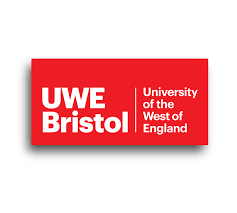 UWE
Bristol
University
of the
West of
England